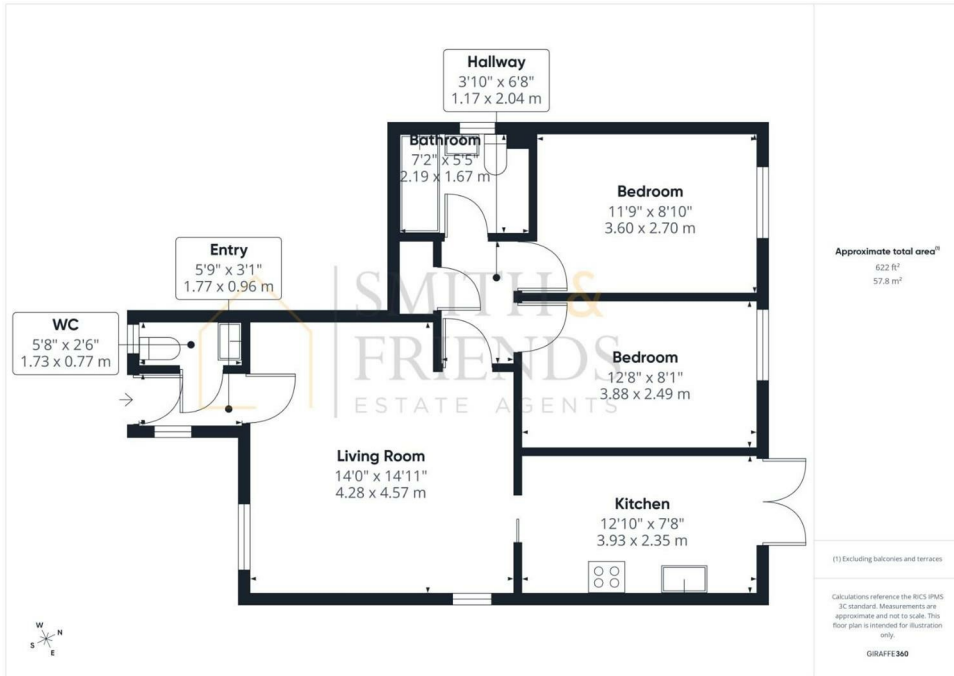 Hallway
3'10" x 6'8"
1.17 x 2.04 m
Bathroom
7'2" x 5'5"
2.19 x 1.67 m
Bedroom
11'9" x 8'10"
3.60 x 2.70 m
Entry
5'9" x 3'1"
1.77 x 0.96 m
WC
5'8" x 2'6"
1.73 x 0.77 m
SMITH &
FRIENDS
ESTATE AGENTS
Bedroom
12'8" x 8'1"
3.88 x 2.49 m
Living Room
14'0" x 14'11"
4.28 x 4.57 m
Kitchen
12'10" x 7'8"
3.93 x 2.35 m
Approximate total area(1)
622 ft²
57.8 m²
(1) Excluding balconies and terraces
Calculations reference the RICS IPMS
3C standard. Measurements are
approximate and not to scale. This
floor plan is intended for illustration
only.
GIRAFFE360
W
N
S
E